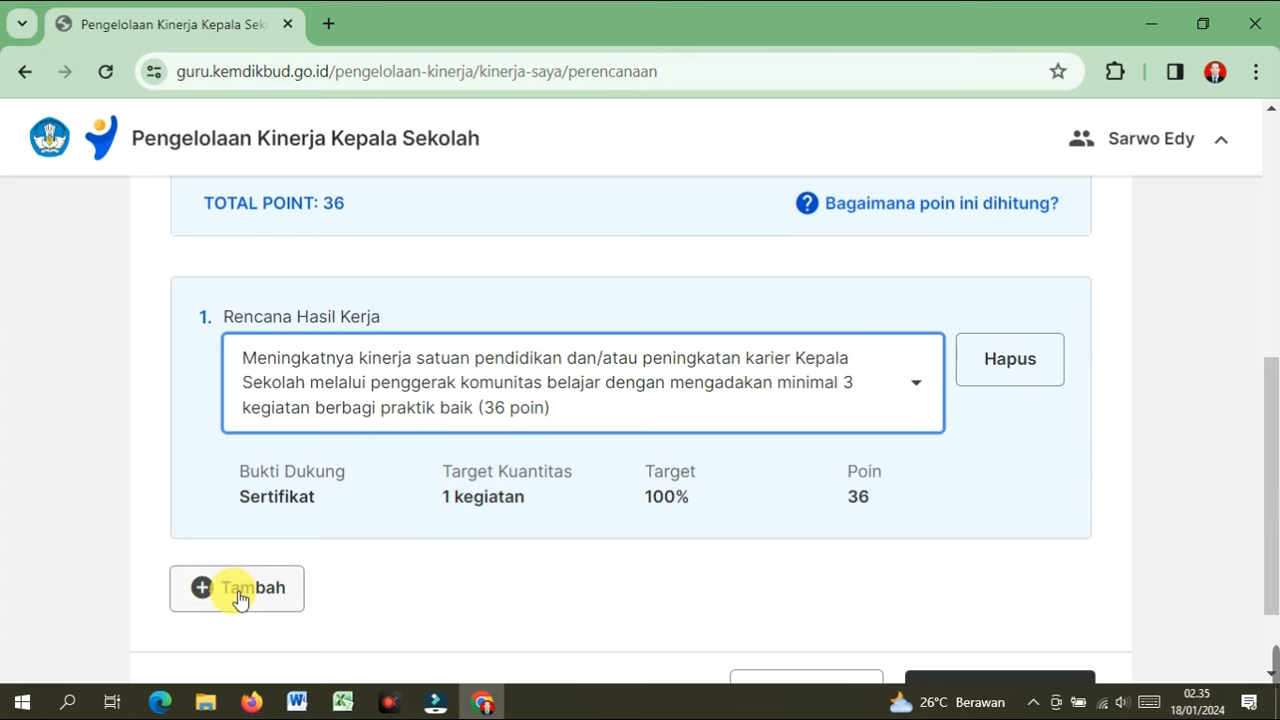 Pengelolaan Kinerja Kepala Sek
guru.kemdikbud.go.id/pengelolaan-kinerja/kinerja-saya/perencanaan
Pengelolaan Kinerja Kepala Sekolah
Sarwo Edy
TOTAL POINT: 36
? Bagaimana poin ini dihitung?
1. Rencana Hasil Kerja
Meningkatnya kinerja satuan pendidikan dan/atau peningkatan karier Kepala
Sekolah melalui penggerak komunitas belajar dengan mengadakan minimal 3
kegiatan berbagi praktik baik (36 poin)
Hapus
Bukti Dukung Target Kuantitas Target Poin
Sertifikat 1 kegiatan 100% 36
Tambah
26°C Berawan
02.35
18/01/2024